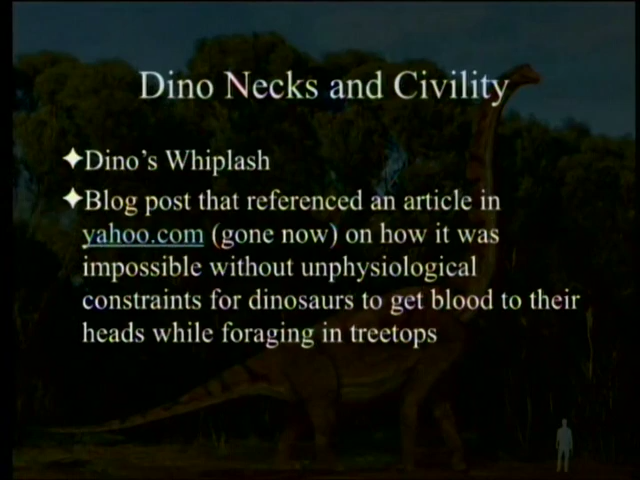 Dino Necks and Civility
Dino's Whiplash
Blog post that referenced an article in
yahoo.com (gone now) on how it was
impossible without unphysiological
constraints for dinosaurs to get blood to their
heads while foraging in treetops